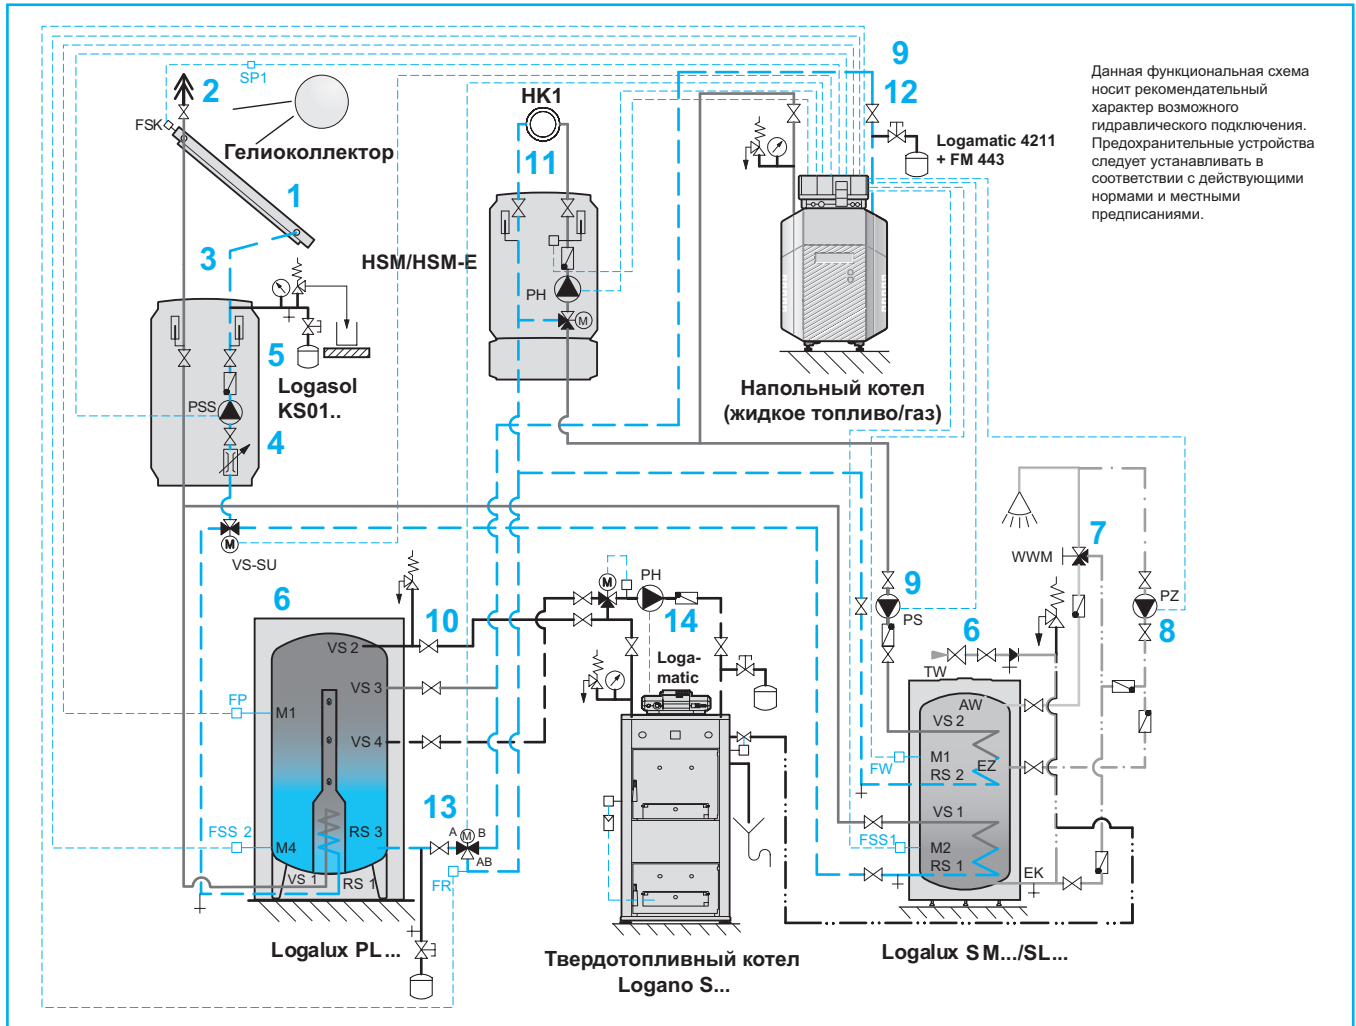 9
Данная функциональная схема
носит рекомендательный
характер возможного
гидравлического подключения.
Предохранительные устройства
следует устанавливать в
соответствии с действующими
нормами и местными
предписаниями.
2
SP1
HK1
12
FSK
Гелиоколлектор
11
Logamatic 4211
+ FM 443
1
3
HSM/HSM-E
PH
M
5
Logasol
KS01..
Напольный котел
(жидкое топливо/газ)
PSS
4
M
VS-SU
7
WWM
M
PH
9
PS
PZ
8
6
10
14
6
VS 2
Loga-
matic
TW
VS 3
AW
FP
M1
VS 2
VS 4
M1
EZ
FW
RS 2
13
VS 1
FSS 2
RS 3
A
M
B
FSS1
M4
M2
AB
RS 1
VS 1
RS 1
FR
EK
Logalux PL...
Твердотопливный котел
Logano S...
Logalux SM.../SL...